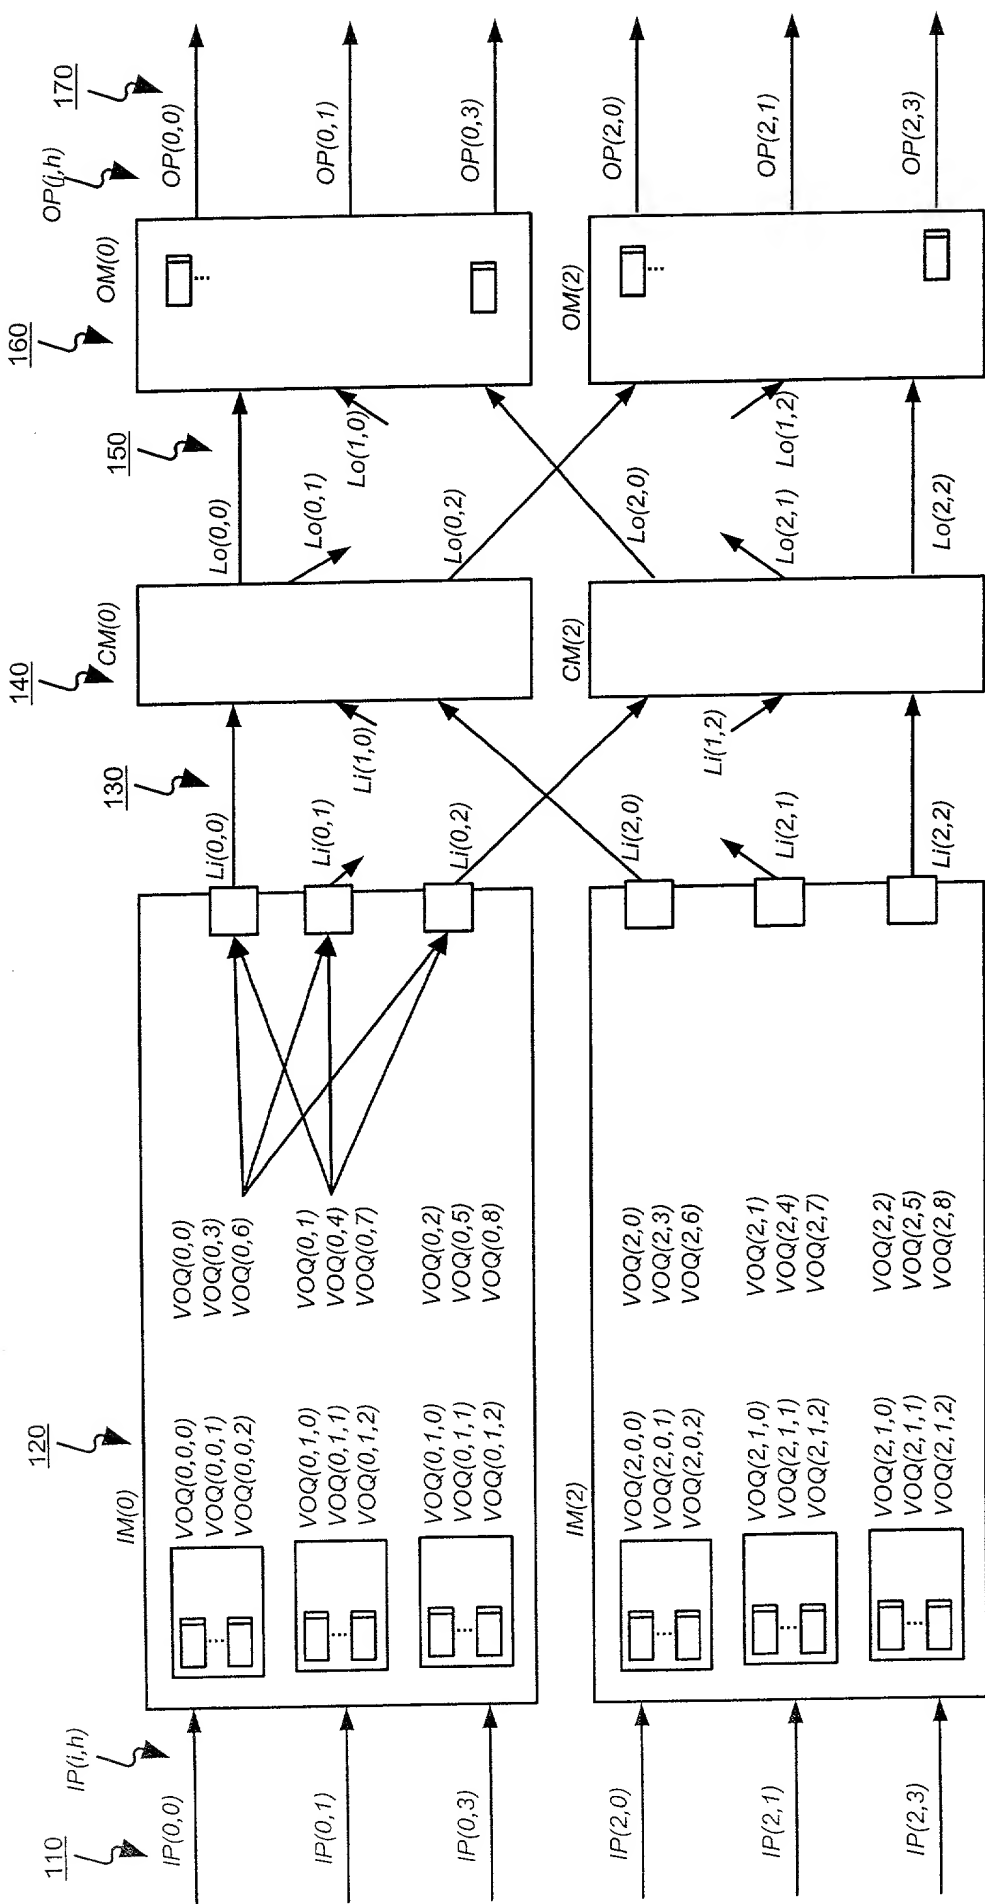 110
IP(i,h)
IP(0,0)
IP(0,1)
IP(0,3)
IP(2,0)
IP(2,1)
IP(2,3)
120
IM(0)
VOQ(0,0,0)
VOQ(0,0,1)
VOQ(0,0,2)
VOQ(0,1,0)
VOQ(0,1,1)
VOQ(0,1,2)
VOQ(0,1,0)
VOQ(0,1,1)
VOQ(0,1,2)
VOQ(0,0)
VOQ(0,3)
VOQ(0,6)
VOQ(0,1)
VOQ(0,4)
VOQ(0,7)
VOQ(0,2)
VOQ(0,5)
VOQ(0,8)
IM(2)
VOQ(2,0,0)
VOQ(2,0,1)
VOQ(2,0,2)
VOQ(2,1,0)
VOQ(2,1,1)
VOQ(2,1,2)
VOQ(2,1,0)
VOQ(2,1,1)
VOQ(2,1,2)
VOQ(2,0)
VOQ(2,3)
VOQ(2,6)
VOQ(2,1)
VOQ(2,4)
VOQ(2,7)
VOQ(2,2)
VOQ(2,5)
VOQ(2,8)
130
Li(0,0)
Li(0,1)
Li(0,2)
Li(2,0)
Li(2,1)
Li(2,2)
Li(1,0)
Li(1,2)
140
CM(0)
CM(2)
150
Lo(0,0)
Lo(0,1)
Lo(0,2)
Lo(2,0)
Lo(2,1)
Lo(2,2)
Lo(1,0)
Lo(1,2)
160
OM(0)
OM(2)
OP(j,h)
170
OP(0,0)
OP(0,1)
OP(0,3)
OP(2,0)
OP(2,1)
OP(2,3)